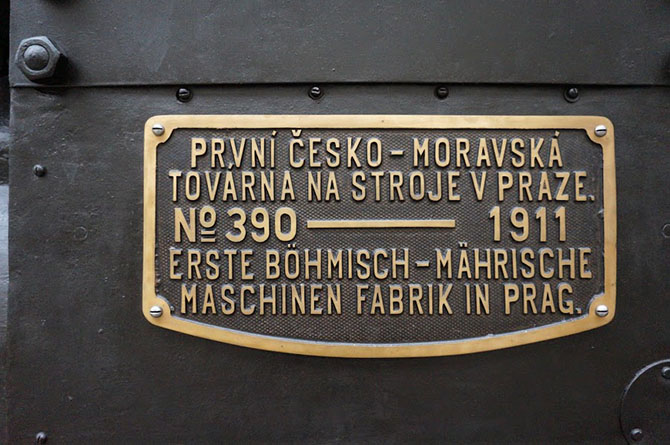 PRVNÍ ČESKO-MORAVSKÁ
TOVÁRNA NA STROJE V PRAZE.
No 390 — 1911
ERSTE BÖHMISCH-MÄHRISCHE
MASCHINEN FABRIK IN PRAG.